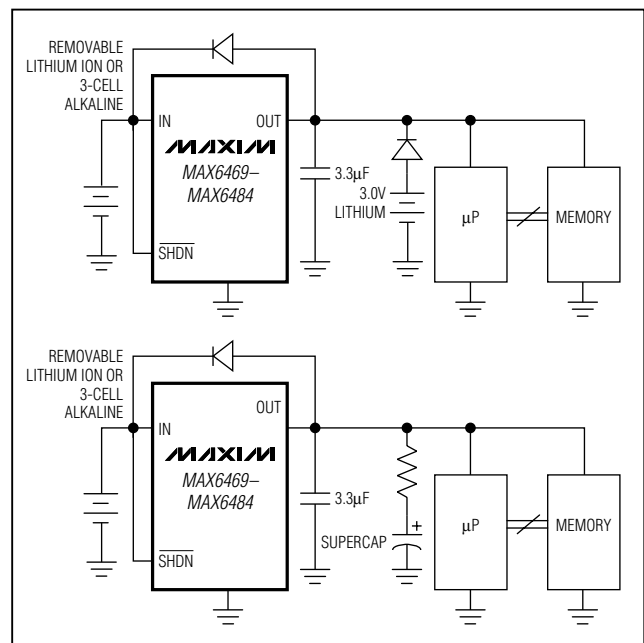 REMOVABLE
LITHIUM ION OR
3-CELL
ALKALINE
IN
OUT
MAXIM
MAX6469–
MAX6484
SHDN
3.3µF
3.0V
LITHIUM
µP
MEMORY
REMOVABLE
LITHIUM ION OR
3-CELL
ALKALINE
IN
OUT
MAXIM
MAX6469–
MAX6484
SHDN
3.3µF
+
SUPERCAP
µP
MEMORY